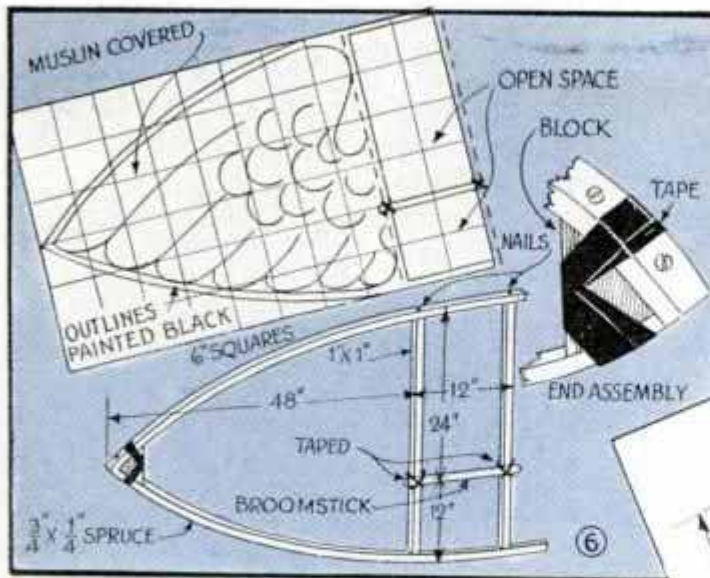 MUSLIN COVERED
OPEN SPACE
BLOCK
TAPE
NAILS
OUTLINES
PAINTED BLACK
6" SQUARES
1" X 1"
END ASSEMBLY
48"
12"
24"
TAPED
BROOMSTICK
12"
3/4" X 1/4" SPRUCE
6